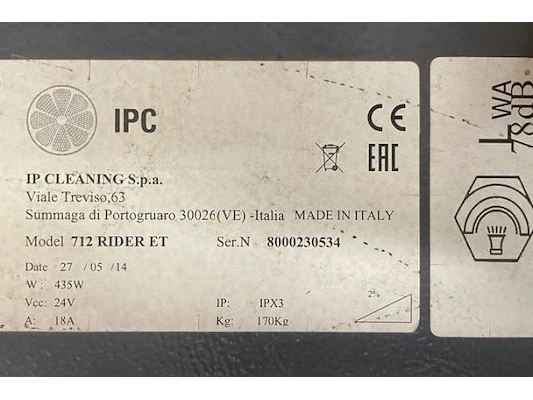 IPC
CE
EAC
IP CLEANING S.p.a.
Viale Treviso,63
Summaga di Portogruaro 30026(VE) -Italia MADE IN ITALY
Model 712 RIDER ET Ser.N 8000230534
Date 27 /05 /14
W : 435W
Vcc: 24V IP: IPX3
A: 18A Kg: 170Kg
2%
L WA
78dB